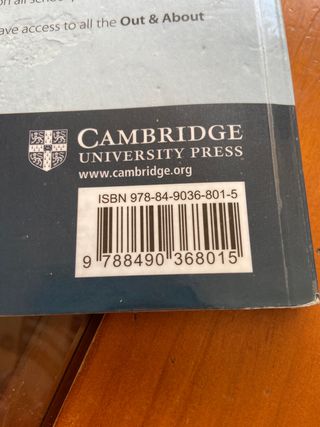 ave access to all the Out & About
CAMBRIDGE
UNIVERSITY PRESS
www.cambridge.org
ISBN 978-84-9036-801-5
9 788490 368015